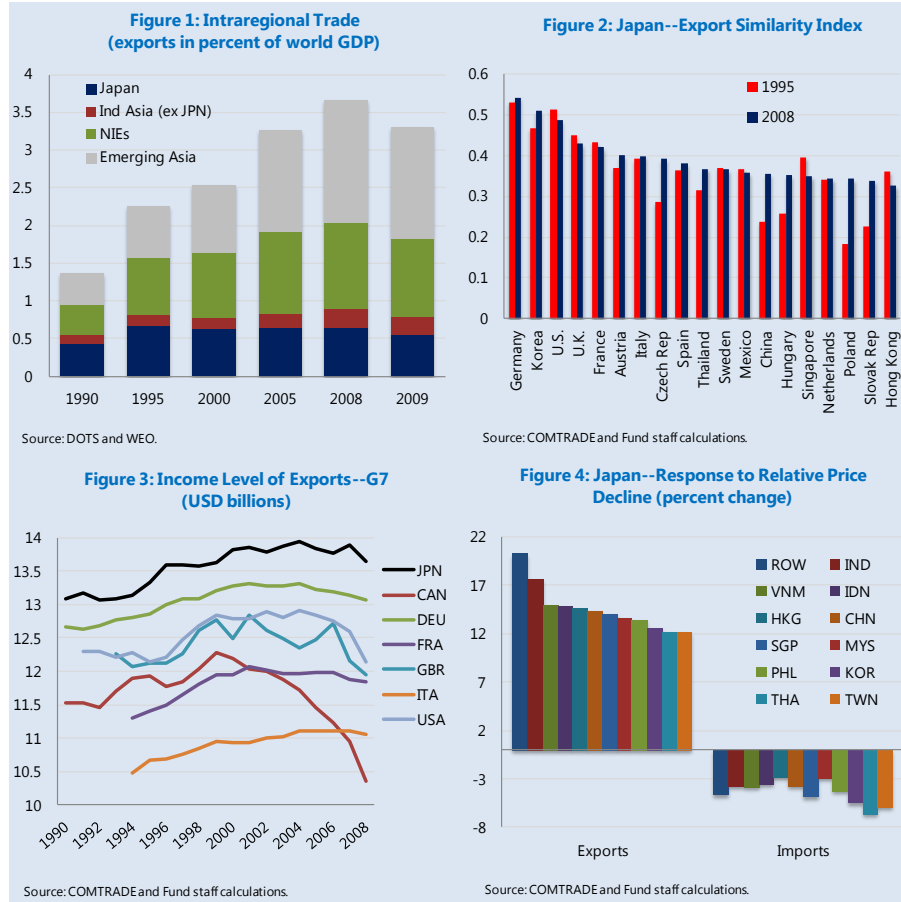 Figure 1: Intraregional Trade
(exports in percent of world GDP)
4
3.5
3
2.5
2
1.5
1
0.5
0
Japan
Ind Asia (ex JPN)
NIEs
Emerging Asia
1990 1995 2000 2005 2008 2009
Source: DOTS and WEO.
Figure 2: Japan--Export Similarity Index
0.6
0.5
0.4
0.3
0.2
0.1
0
1995
2008
Germany
Korea
U.S.
U.K.
France
Austria
Italy
Czech Rep
Spain
Thailand
Sweden
Mexico
China
Hungary
Singapore
Netherlands
Poland
Slovak Rep
Hong Kong
Source: COMTRADE and Fund staff calculations.
Figure 3: Income Level of Exports--G7
(USD billions)
14
13.5
13
12.5
12
11.5
11
10.5
10
JPN
CAN
DEU
FRA
GBR
ITA
USA
1990 1992 1994 1996 1998 2000 2002 2004 2006 2008
Source: COMTRADE and Fund staff calculations.
Figure 4: Japan--Response to Relative Price
Decline (percent change)
22
17
12
7
2
-3
-8
ROW IND
VNM IDN
HKG CHN
SGP MYS
PHL KOR
THA TWN
Exports Imports
Source: COMTRADE and Fund staff calculations.